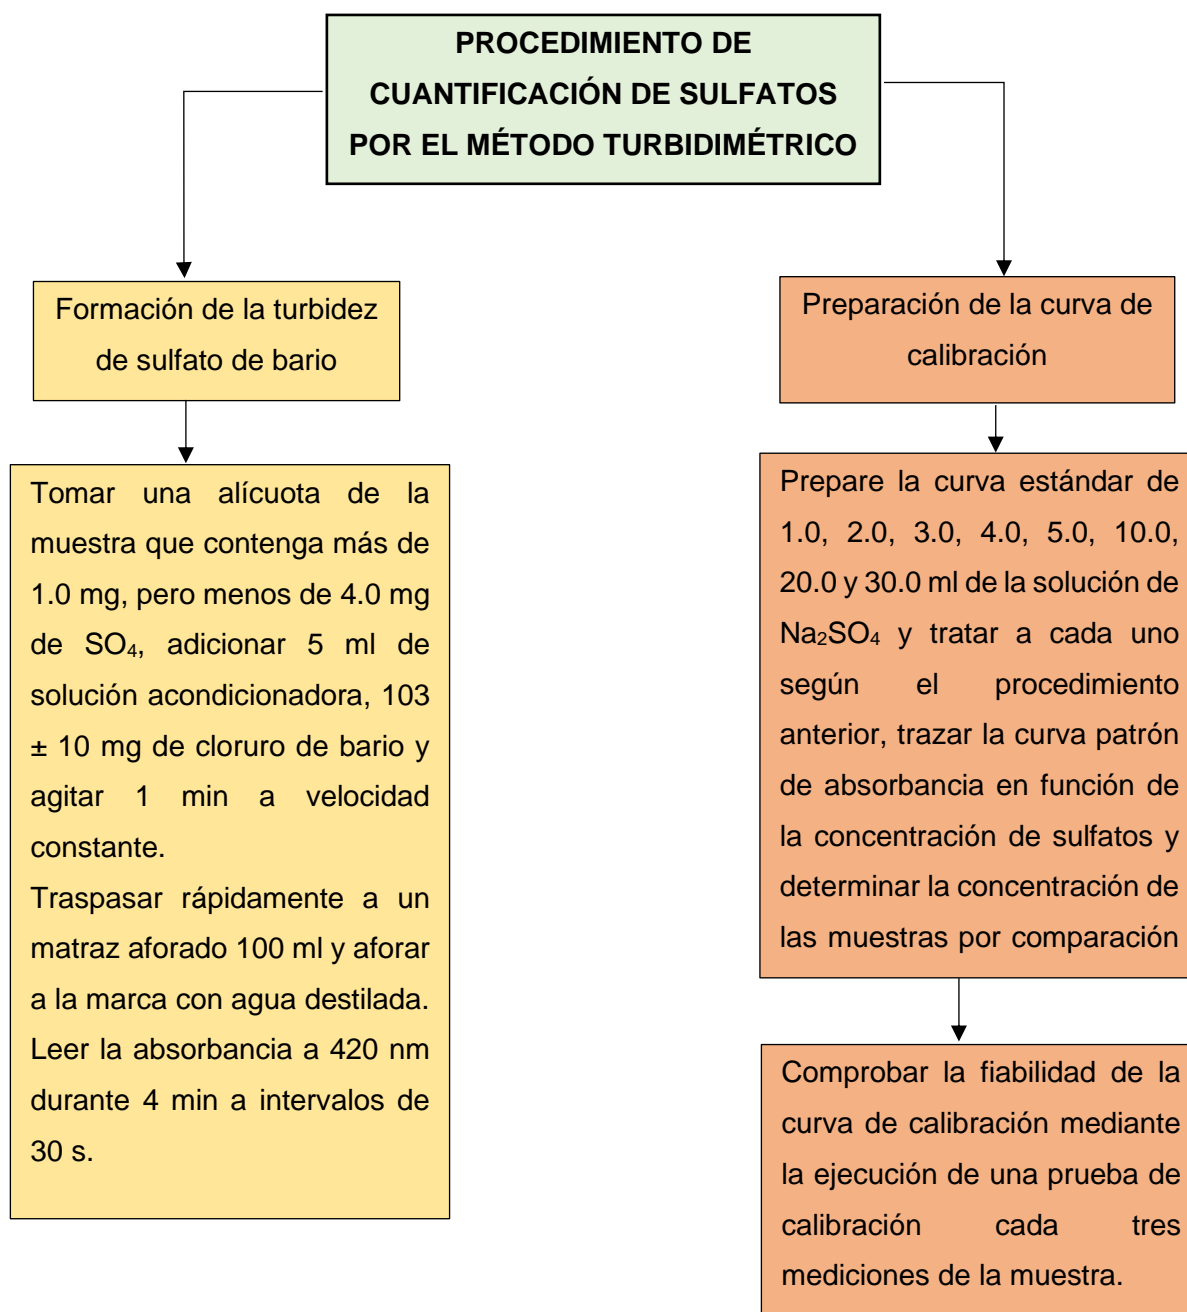 PROCEDIMIENTO DE
CUANTIFICACIÓN DE SULFATOS
POR EL MÉTODO TURBIDIMÉTRICO
Formación de la turbidez
de sulfato de bario
Tomar una alícuota de la
muestra que contenga más de
1.0 mg, pero menos de 4.0 mg
de SO₄, adicionar 5 ml de
solución acondicionadora, 103
± 10 mg de cloruro de bario y
agitar 1 min a velocidad
constante.
Traspasar rápidamente a un
matraz aforado 100 ml y aforar
a la marca con agua destilada.
Leer la absorbancia a 420 nm
durante 4 min a intervalos de
30 s.
Preparación de la curva de
calibración
Prepare la curva estándar de
1.0, 2.0, 3.0, 4.0, 5.0, 10.0,
20.0 y 30.0 ml de la solución de
Na₂SO₄ y tratar a cada uno
según el procedimiento
anterior, trazar la curva patrón
de absorbancia en función de
la concentración de sulfatos y
determinar la concentración de
las muestras por comparación
Comprobar la fiabilidad de la
curva de calibración mediante
la ejecución de una prueba de
calibración cada tres
mediciones de la muestra.